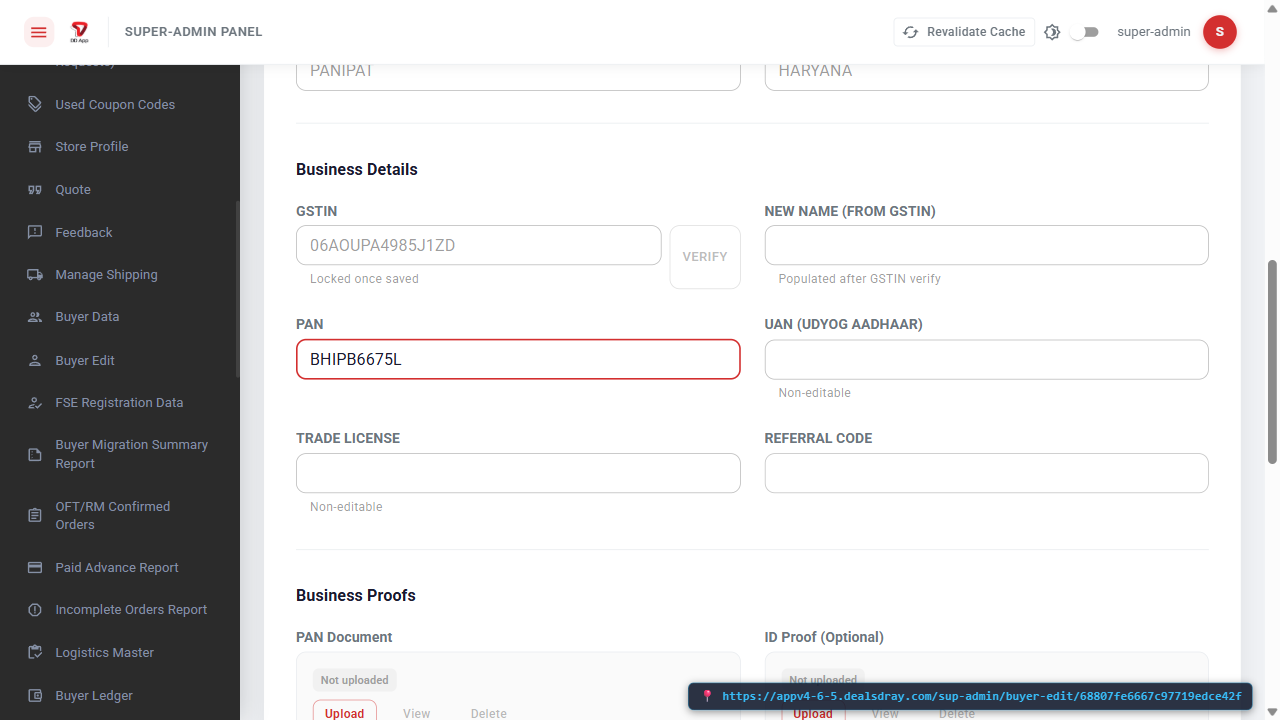 DD App
SUPER-ADMIN PANEL
Revalidate Cache
super-admin
S
Used Coupon Codes
Store Profile
Quote
Feedback
Manage Shipping
Buyer Data
Buyer Edit
FSE Registration Data
Buyer Migration Summary
Report
OFT/RM Confirmed
Orders
Paid Advance Report
Incomplete Orders Report
Logistics Master
Buyer Ledger
PANIPAT
HARYANA
Business Details
GSTIN
06AOUPA4985J1ZD
VERIFY
Locked once saved
NEW NAME (FROM GSTIN)
Populated after GSTIN verify
PAN
BHIPB6675L
UAN (UDYOG AADHAAR)
Non-editable
TRADE LICENSE
Non-editable
REFERRAL CODE
Business Proofs
PAN Document
Not uploaded
Upload
View
Delete
ID Proof (Optional)
Not uploaded
Upload
View
Delete
https://appv4-6-5.dealsdray.com/sup-admin/buyer-edit/68807fe6667c97719edce42f